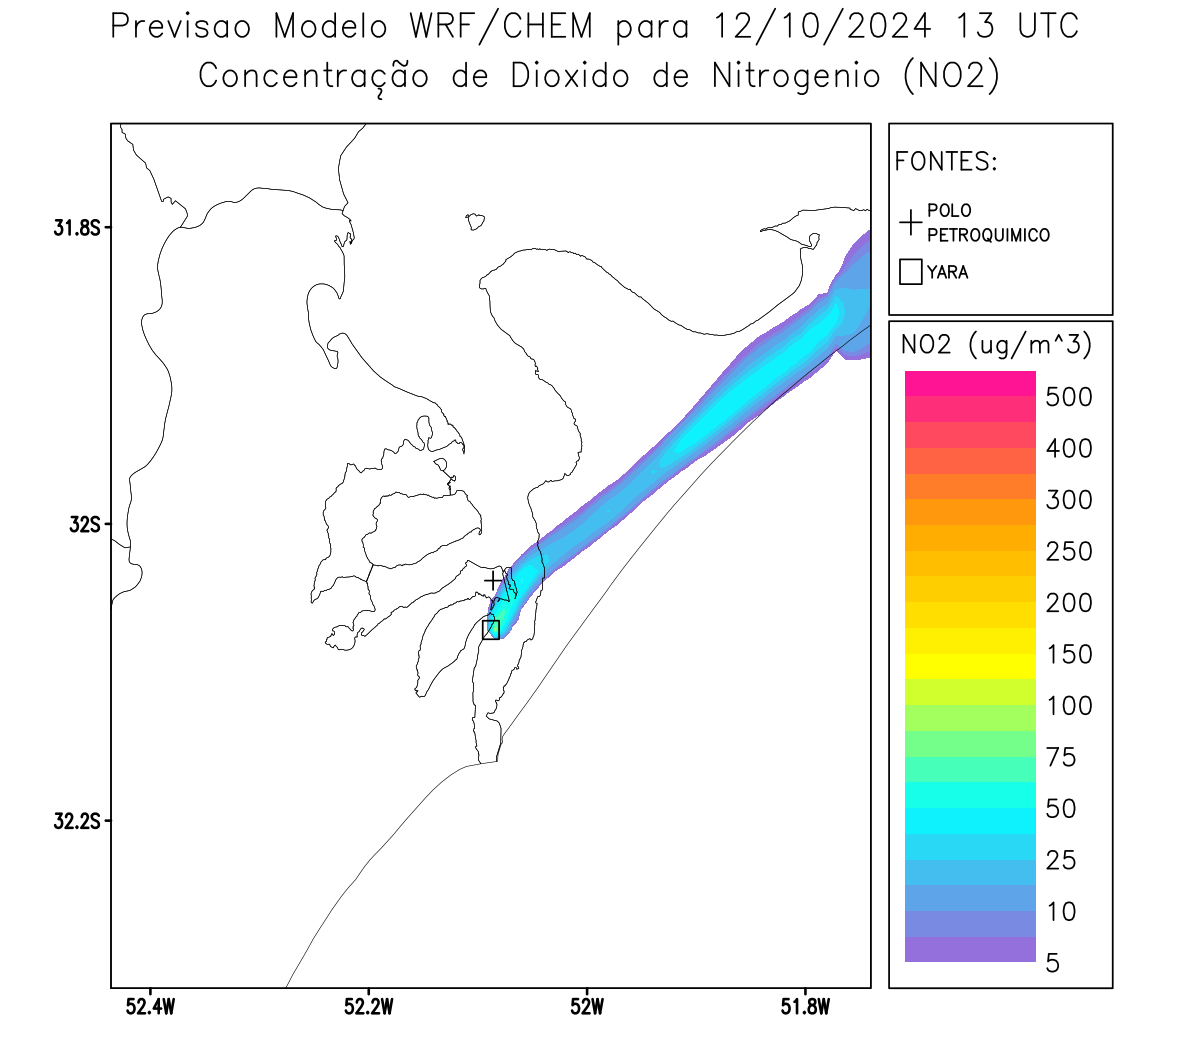 Previsao Modelo WRF/CHEM para 12/10/2024 13 UTC
Concentração de Dioxido de Nitrogenio (NO2)
FONTES:
POLO
PETROQUIMICO
YARA
31.8S
32S
32.2S
52.4W
52.2W
52W
51.8W
NO2 (ug/m^3)
500
400
300
250
200
150
100
75
50
25
10
5